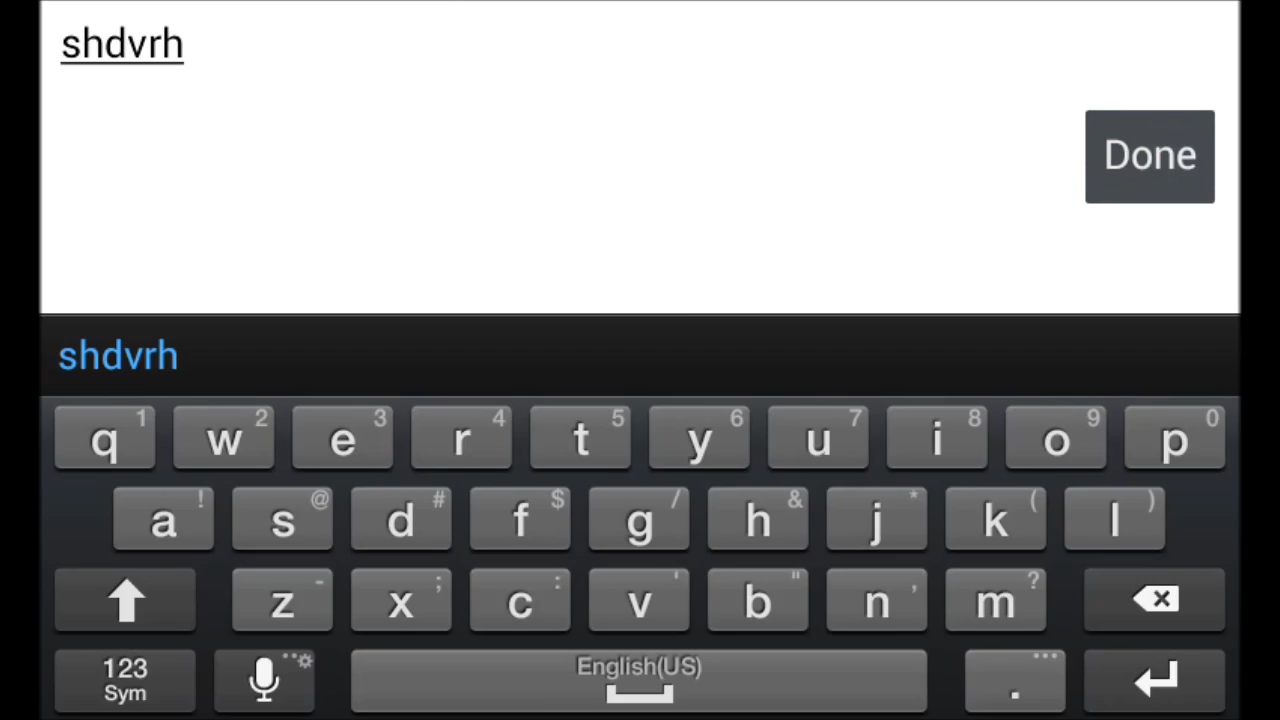 shdvrh
Done
shdvrh
q 1 w 2 e 3 r 4 t 5 y 6 u 7 i 8 o 9 p 0
a ! s @ d # f $ g / h & j * k ( l )
z - x ; c : v ' b " n , m ?
123
Sym
English(US)
. ...